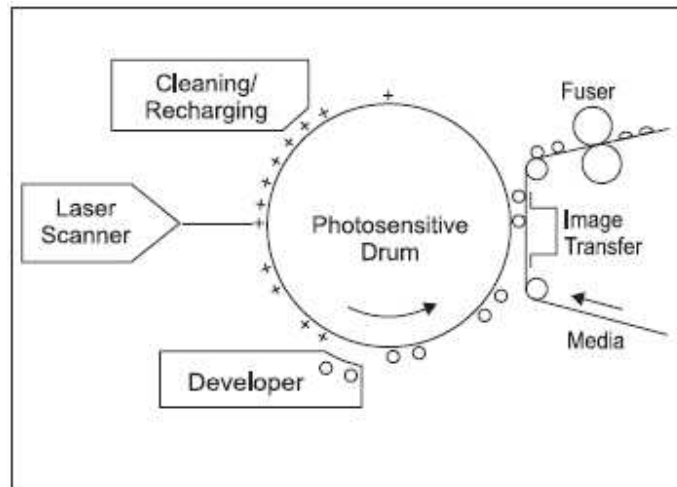 Cleaning/
Recharging
Fuser
Laser
Scanner
Photosensitive
Drum
Image
Transfer
Media
Developer